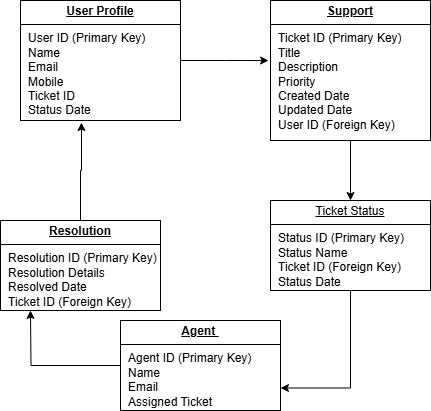 User Profile
User ID (Primary Key)
Name
Email
Mobile
Ticket ID
Status Date
Support
Ticket ID (Primary Key)
Title
Description
Priority
Created Date
Updated Date
User ID (Foreign Key)
Ticket Status
Status ID (Primary Key)
Status Name
Ticket ID (Foreign Key)
Status Date
Resolution
Resolution ID (Primary Key)
Resolution Details
Resolved Date
Ticket ID (Foreign Key)
Agent
Agent ID (Primary Key)
Name
Email
Assigned Ticket